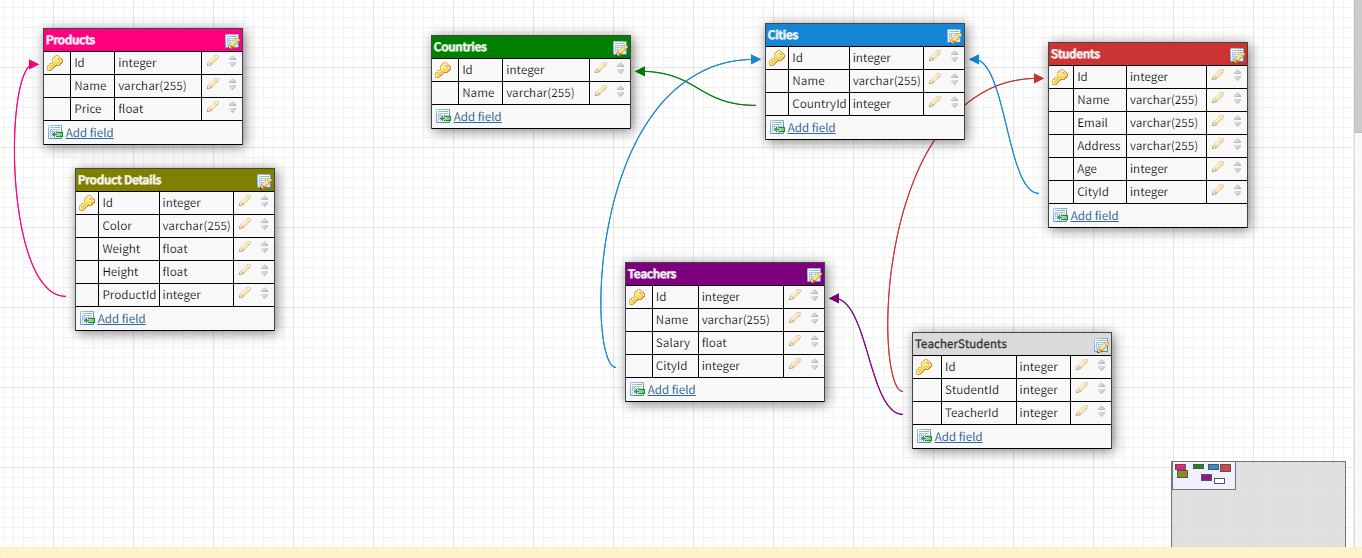 Products
Id integer
Name varchar(255)
Price float
Add field
Product Details
Id integer
Color varchar(255)
Weight float
Height float
ProductId integer
Add field
Countries
Id integer
Name varchar(255)
Add field
Cities
Id integer
Name varchar(255)
CountryId integer
Add field
Students
Id integer
Name varchar(255)
Email varchar(255)
Address varchar(255)
Age integer
CityId integer
Add field
Teachers
Id integer
Name varchar(255)
Salary float
CityId integer
Add field
TeacherStudents
Id integer
StudentId integer
TeacherId integer
Add field